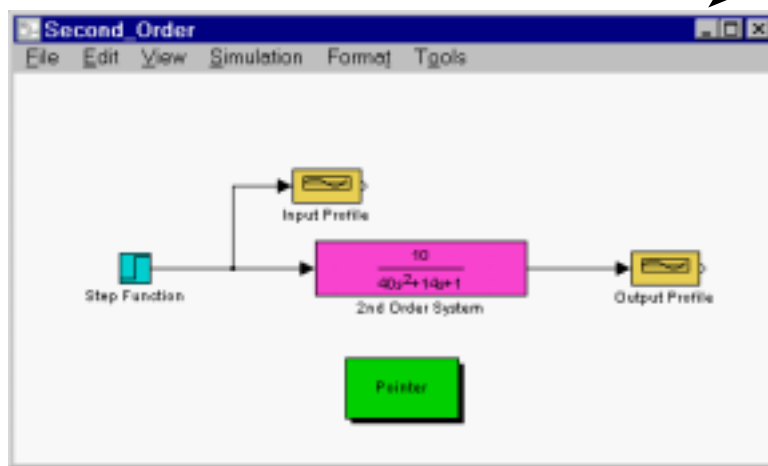 Second_Order
File Edit View Simulation Format Tools
Input Profile
Step Function
10
40s2+14s+1
2nd Order System
Output Profile
Pointer